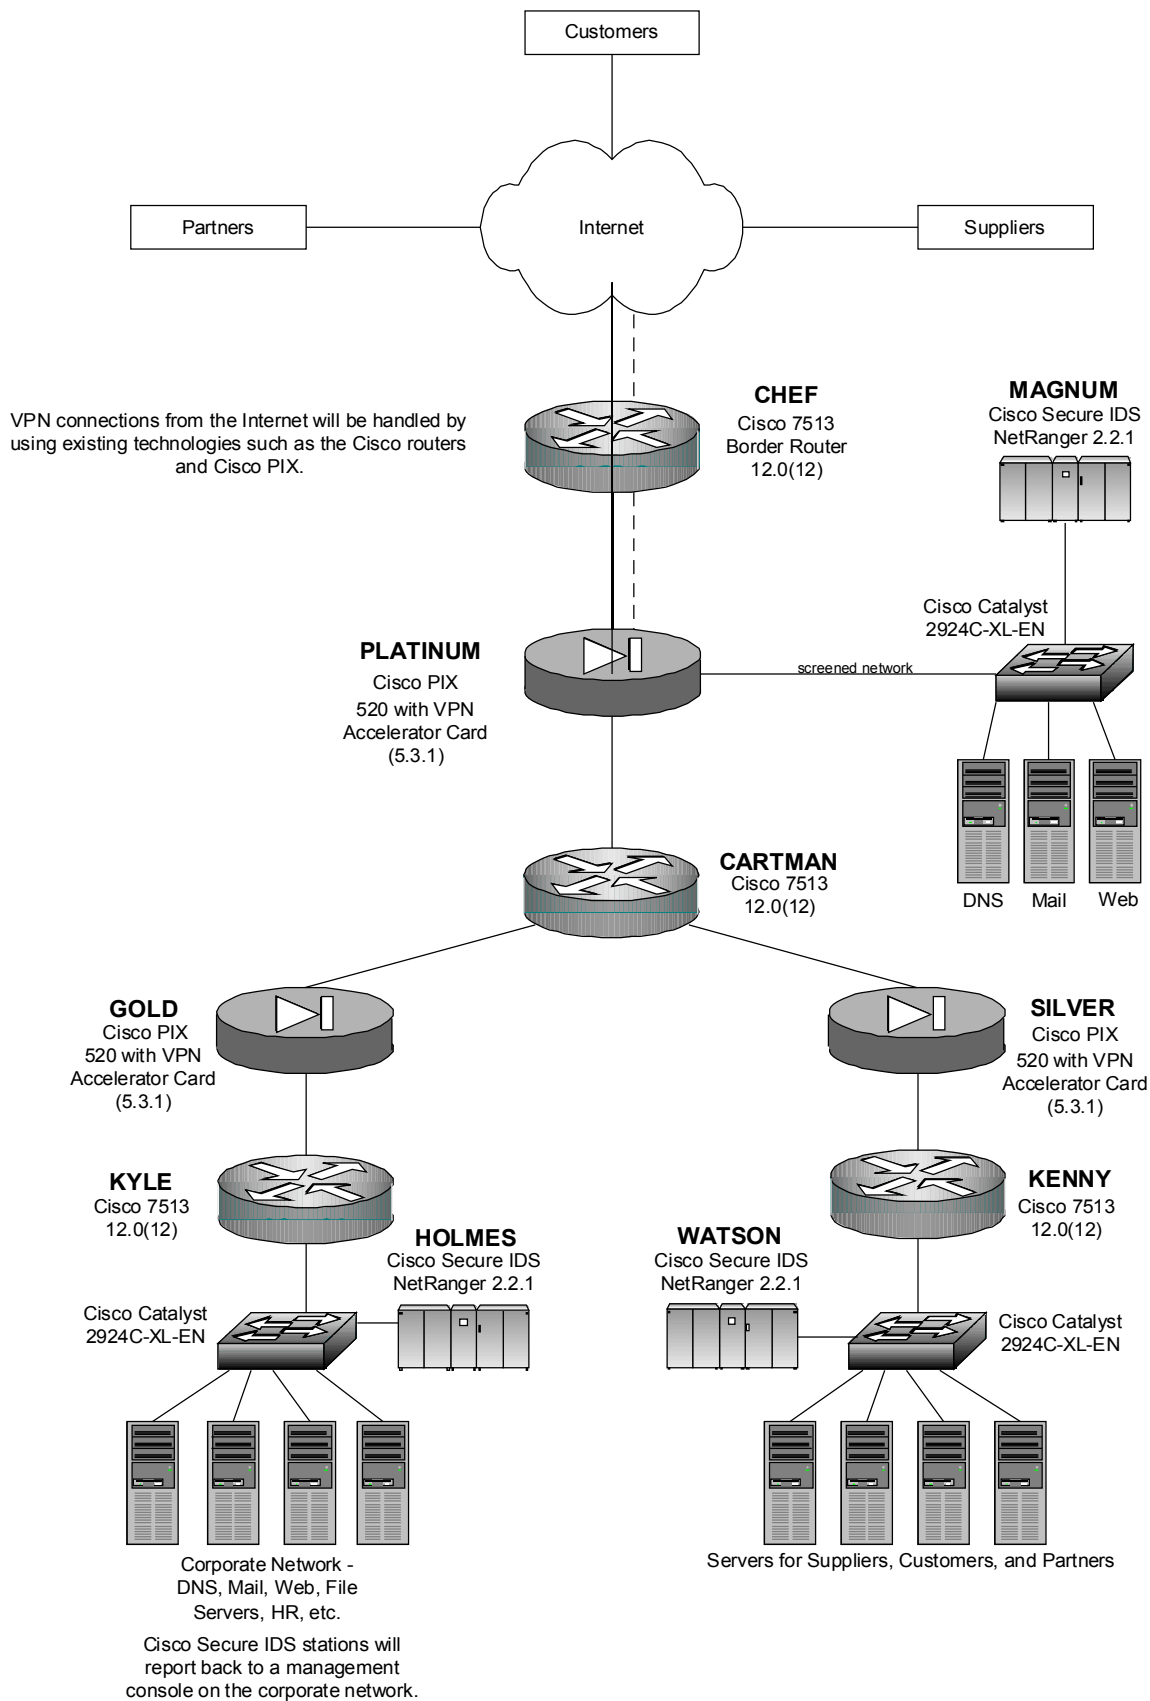 Customers
Partners
Internet
Suppliers
VPN connections from the Internet will be handled by
using existing technologies such as the Cisco routers
and Cisco PIX.
CHEF
Cisco 7513
Border Router
12.0(12)
MAGNUM
Cisco Secure IDS
NetRanger 2.2.1
Cisco Catalyst
2924C-XL-EN
PLATINUM
Cisco PIX
520 with VPN
Accelerator Card
(5.3.1)
screened network
DNS
Mail
Web
CARTMAN
Cisco 7513
12.0(12)
GOLD
Cisco PIX
520 with VPN
Accelerator Card
(5.3.1)
SILVER
Cisco PIX
520 with VPN
Accelerator Card
(5.3.1)
KYLE
Cisco 7513
12.0(12)
KENNY
Cisco 7513
12.0(12)
HOLMES
Cisco Secure IDS
NetRanger 2.2.1
WATSON
Cisco Secure IDS
NetRanger 2.2.1
Cisco Catalyst
2924C-XL-EN
Cisco Catalyst
2924C-XL-EN
Corporate Network -
DNS, Mail, Web, File
Servers, HR, etc.
Servers for Suppliers, Customers, and Partners
Cisco Secure IDS stations will
report back to a management
console on the corporate network.